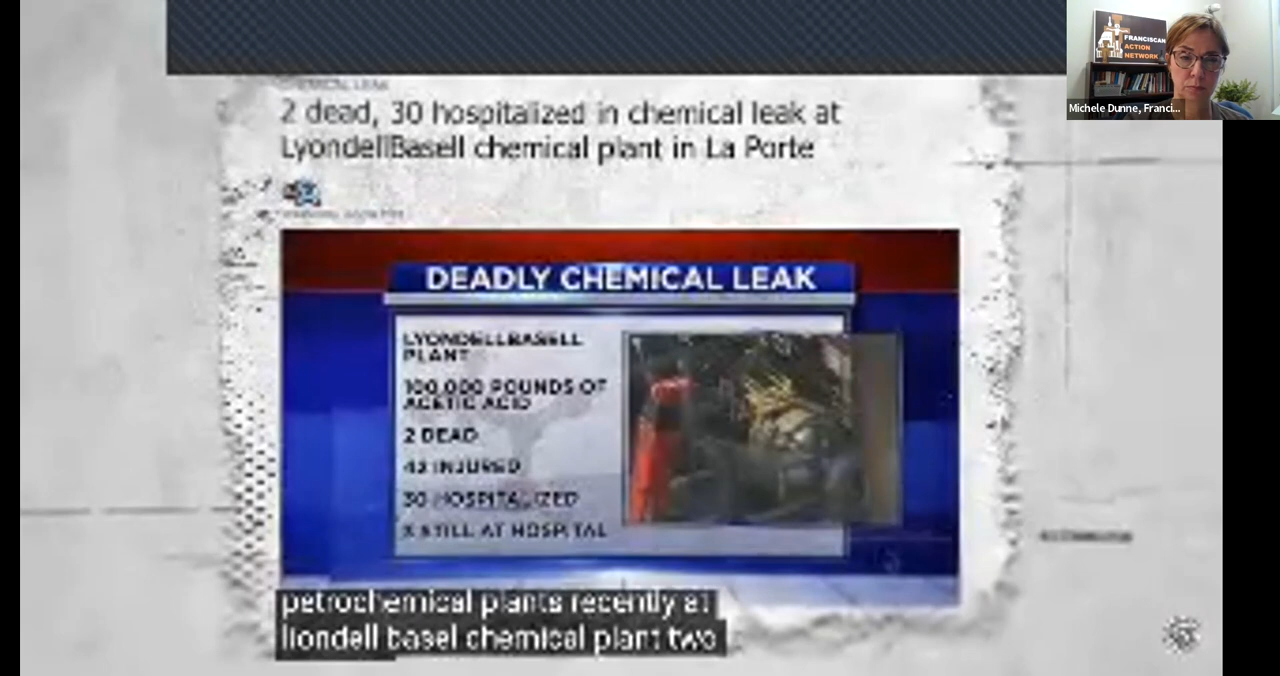 FRANCISCAN
ACTION
NETWORK
Michele Dunne, Franci...
2 dead, 30 hospitalized in chemical leak at
LyondellBasell chemical plant in La Porte
DEADLY CHEMICAL LEAK
LYONDELLBASELL
PLANT
100,000 POUNDS OF
ACETIC ACID
2 DEAD
INJURED
30 HOSPITALIZED
STILL AT HOSPITAL
petrochemical plants recently at
liondell basel chemical plant two